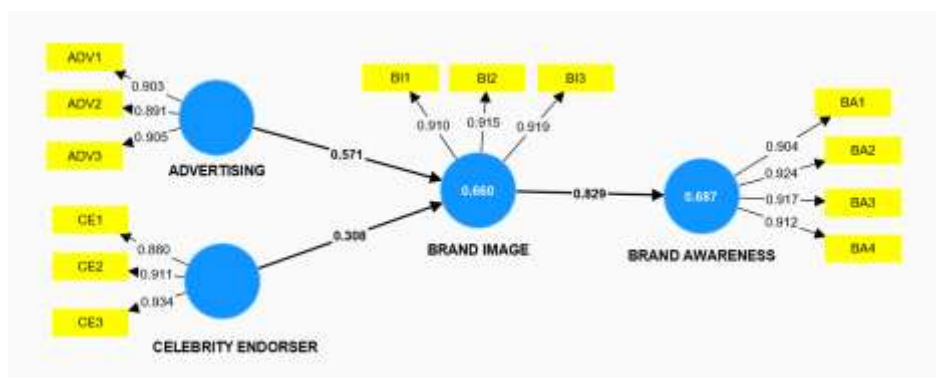 ADV1
0.903
ADV2
0.891
ADV3
0.905
ADVERTISING
BI1
BI2
BI3
0.910
0.915
0.919
0.571
0.660
BRAND IMAGE
0.829
0.687
BRAND AWARENESS
BA1
0.904
BA2
0.924
BA3
0.917
BA4
0.912
CE1
0.880
CE2
0.911
CE3
0.934
0.308
CELEBRITY ENDORSER